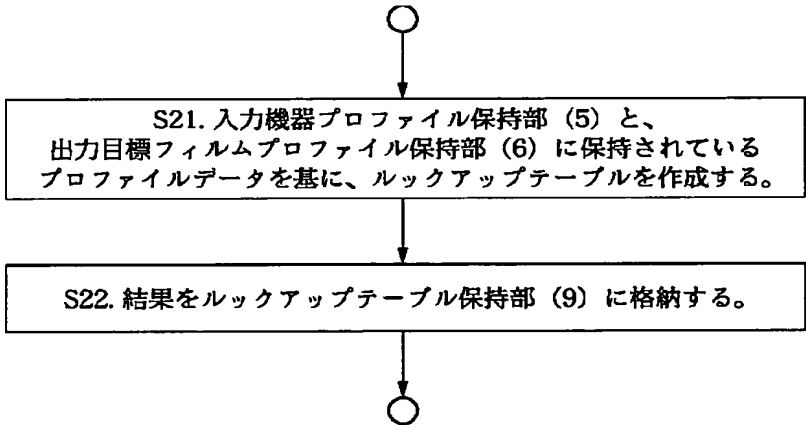 S21. 入力機器プロファイル保持部（5）と、
出力目標フィルムプロファイル保持部（6）に保持されている
プロファイルデータを基に、ルックアップテーブルを作成する。
S22. 結果をルックアップテーブル保持部（9）に格納する。